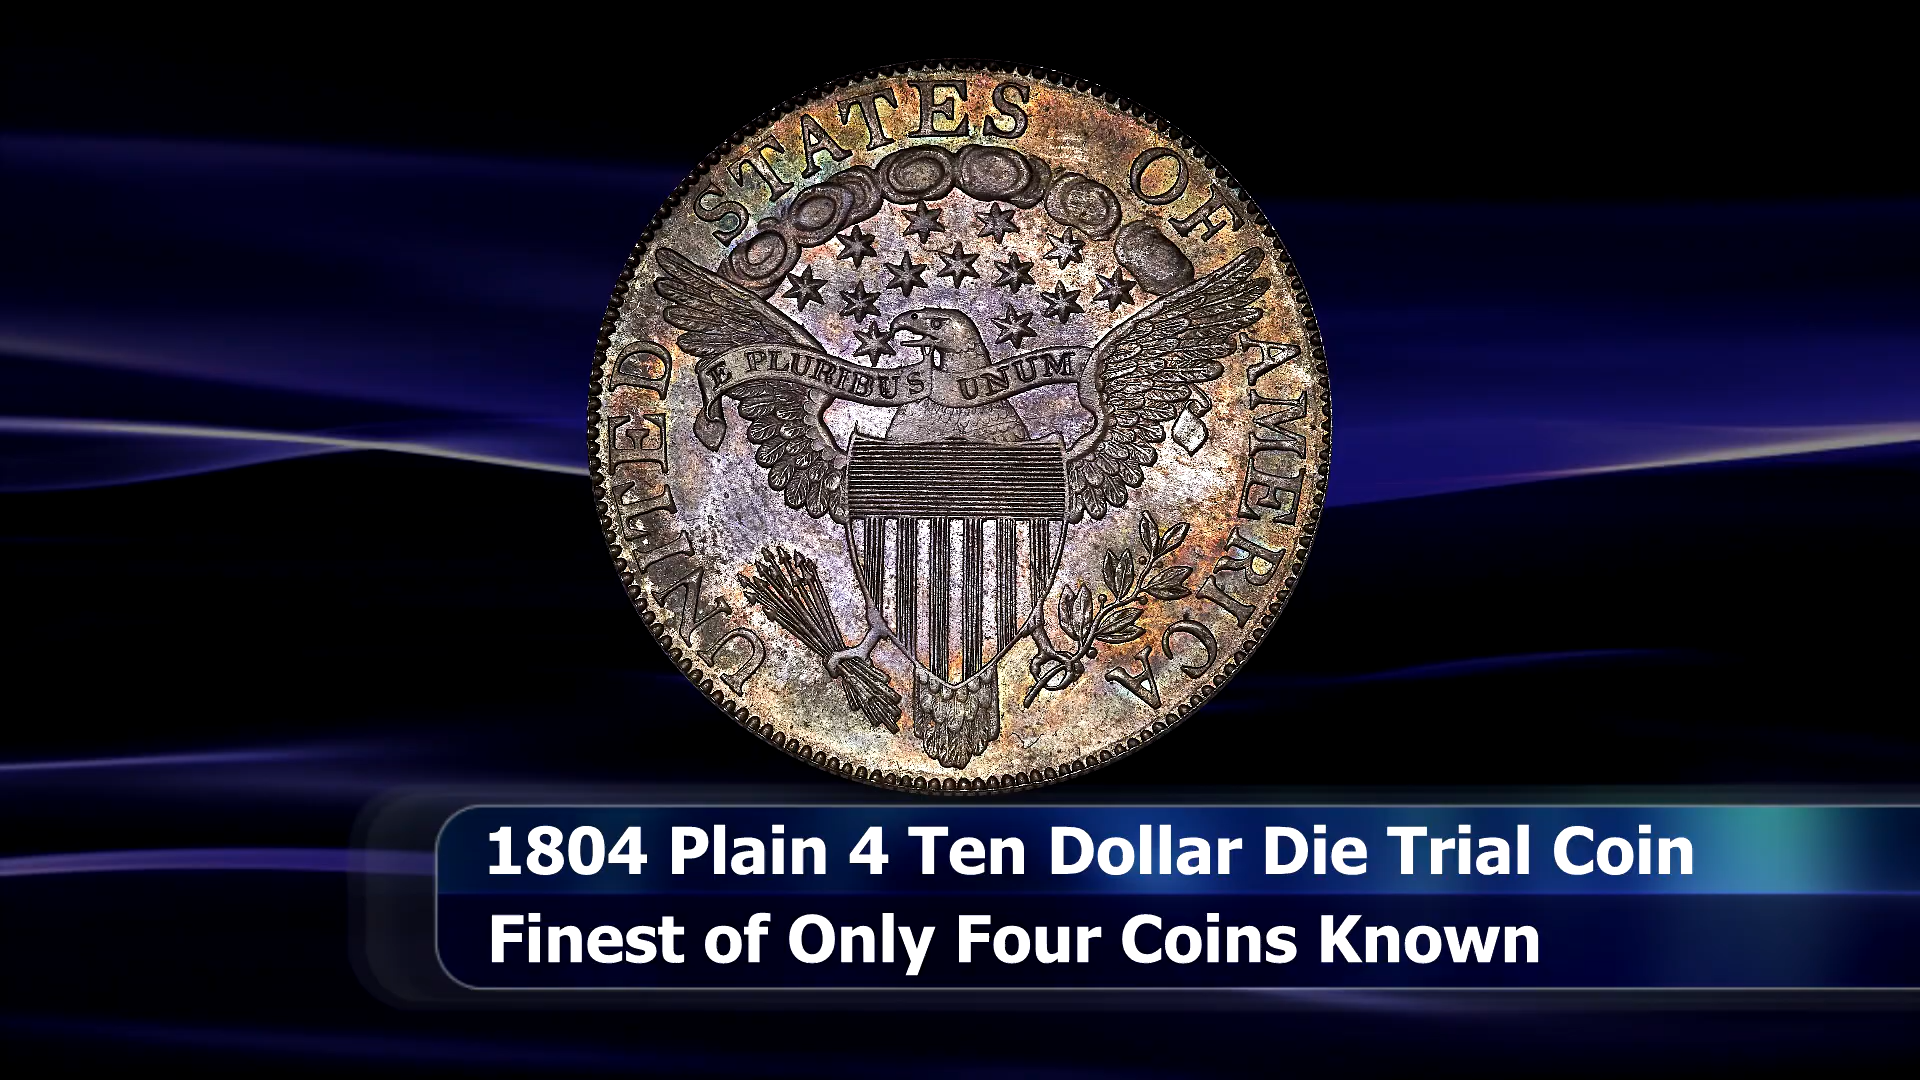 UNITED STATES OF AMERICA
E PLURIBUS UNUM
1804 Plain 4 Ten Dollar Die Trial Coin
Finest of Only Four Coins Known